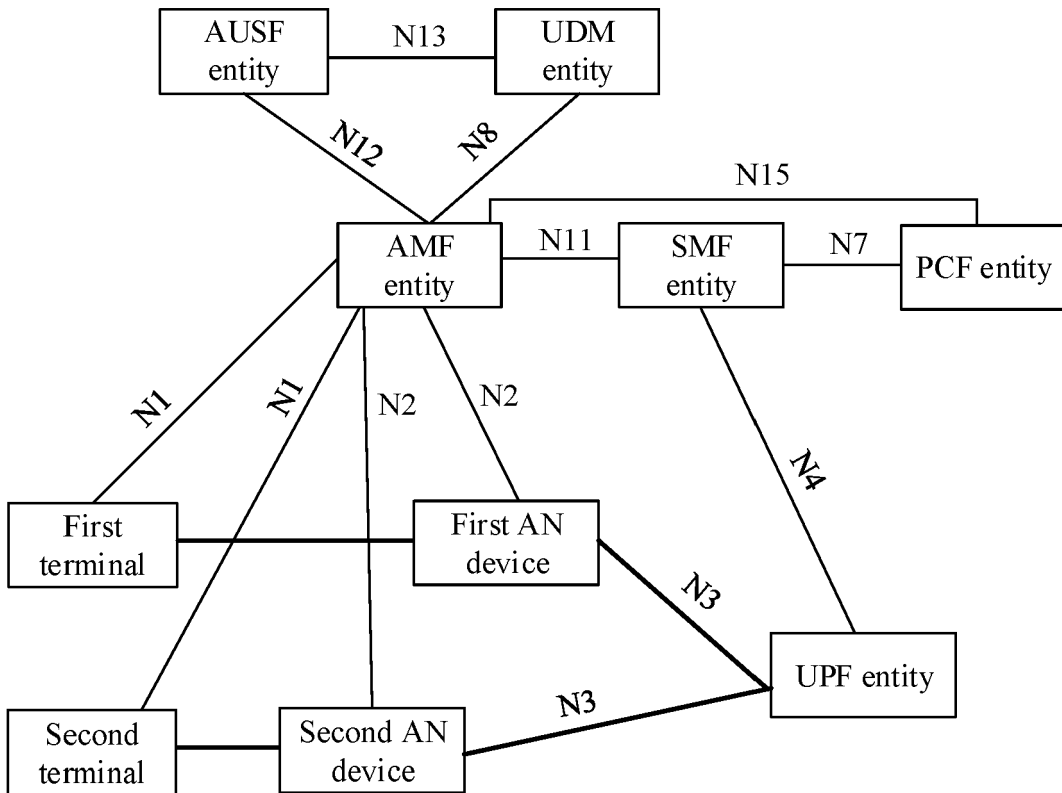 AUSF
entity
N13
UDM
entity
N12
N8
N15
AMF
entity
N11
SMF
entity
N7
PCF entity
N1
N1
N2
N2
N4
First
terminal
First AN
device
N3
UPF entity
N3
Second
terminal
Second AN
device